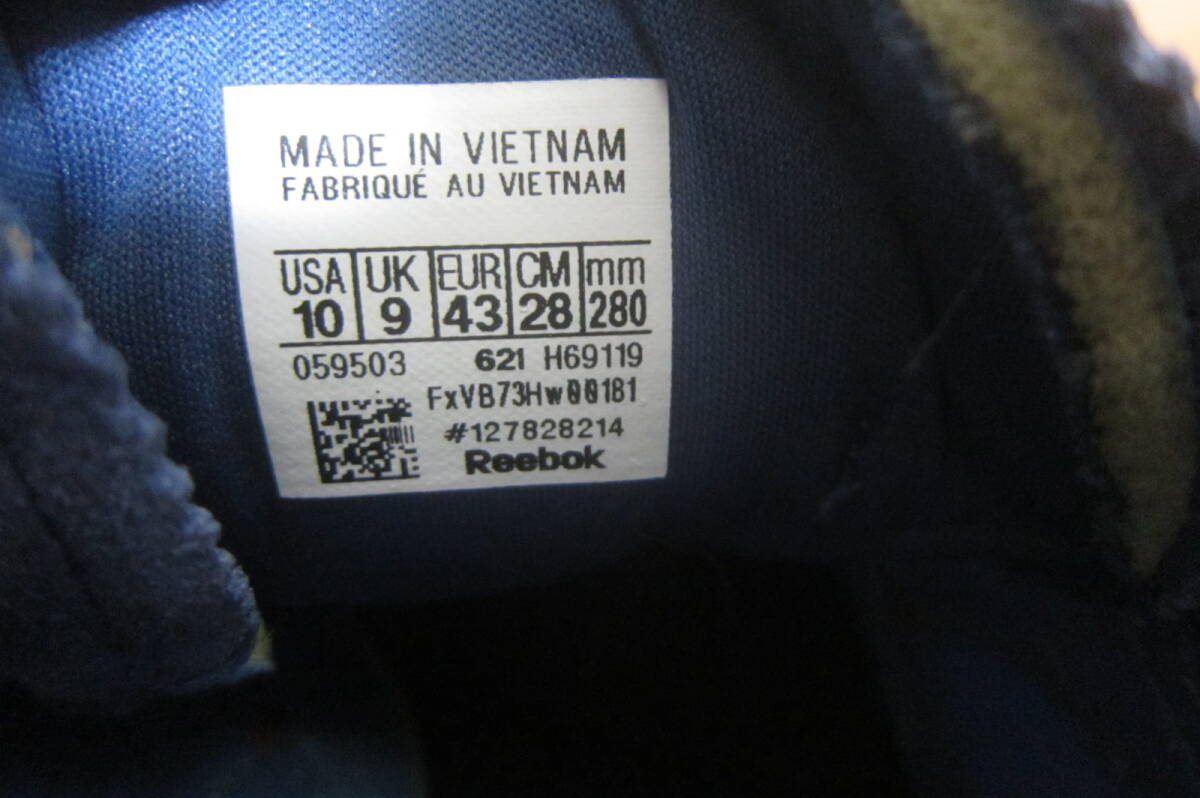 MADE IN VIETNAM
FABRIQUÉ AU VIETNAM
USA UK EUR CM mm
10 9 43 28 280
059503 621 H69119
FxVB73Hw00181
#127828214
Reebok